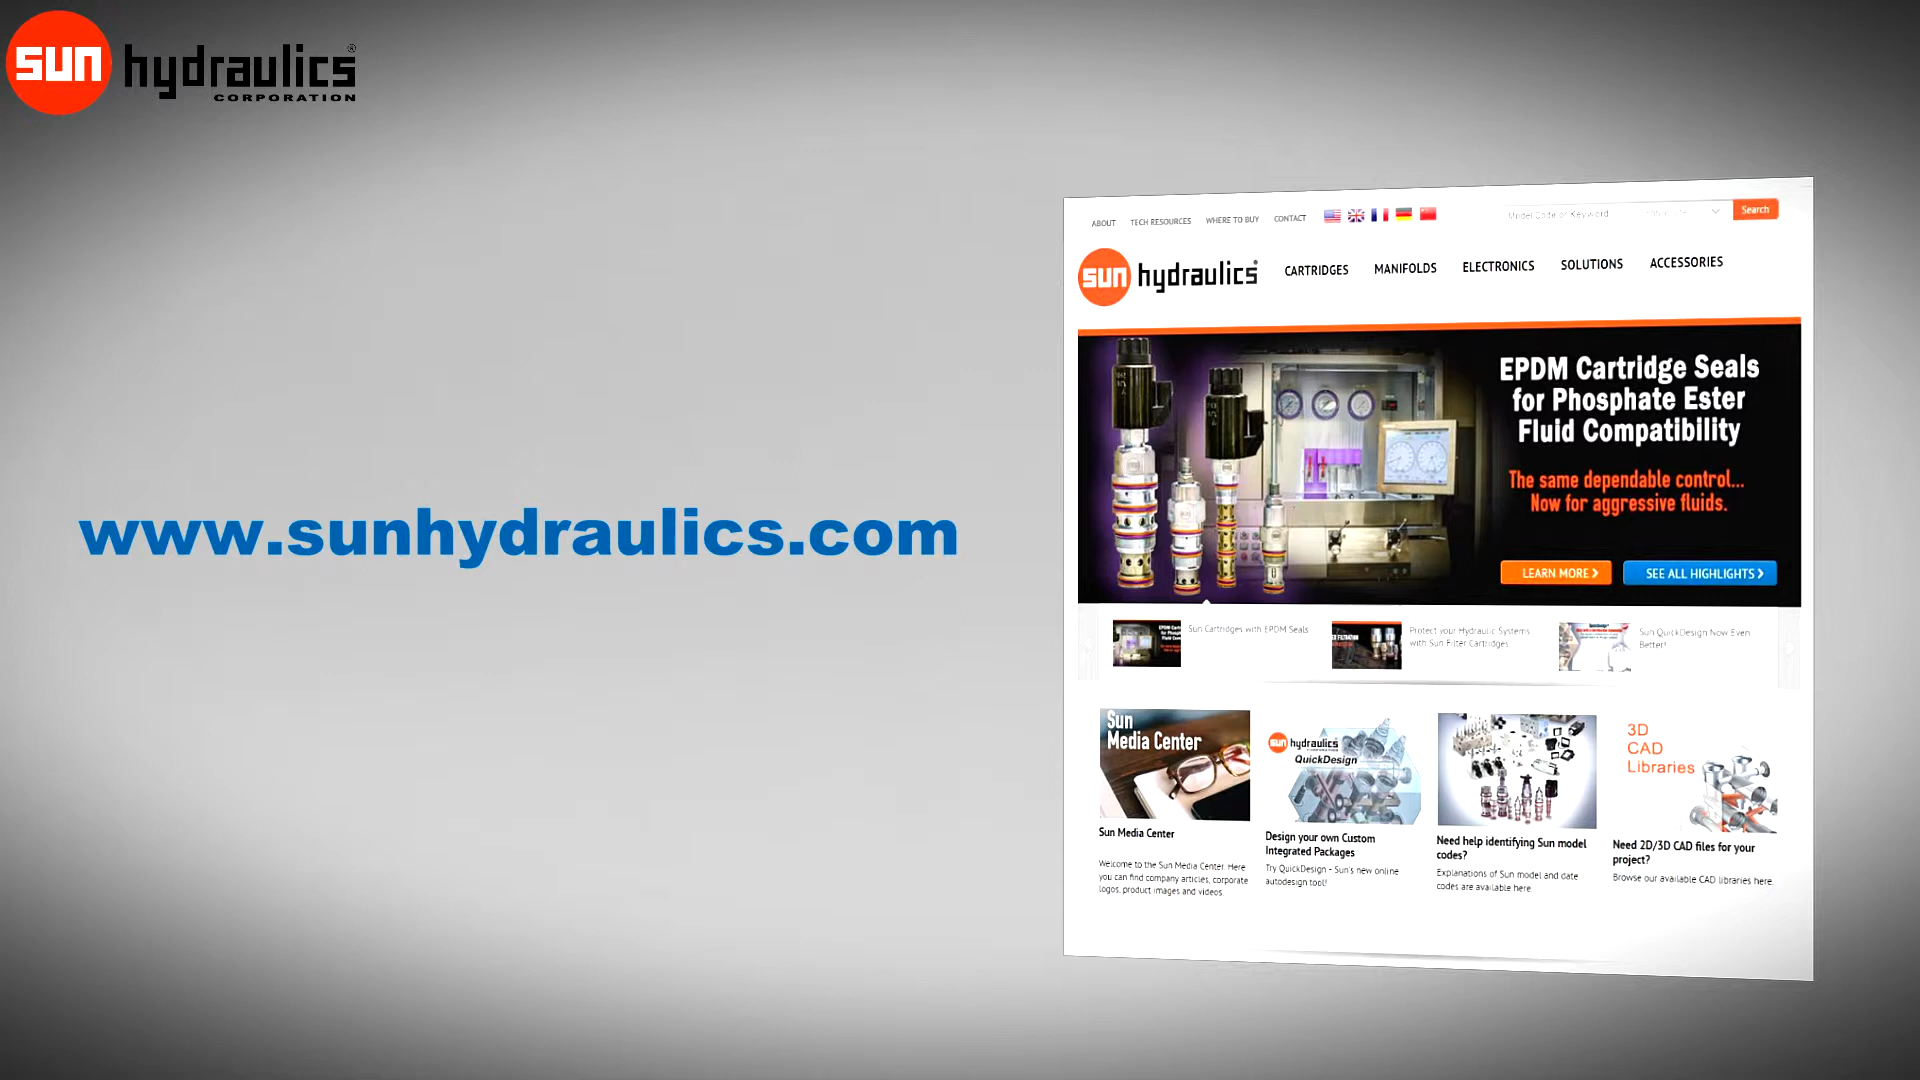 sun hydraulics®
CORPORATION
www.sunhydraulics.com
ABOUT TECH RESOURCES WHERE TO BUY CONTACT
Model Code or Keyword
Search
sun hydraulics®
CARTRIDGES MANIFOLDS ELECTRONICS SOLUTIONS ACCESSORIES
EPDM Cartridge Seals
for Phosphate Ester
Fluid Compatibility
The same dependable control...
Now for aggressive fluids.
LEARN MORE
SEE ALL HIGHLIGHTS
Sun Cartridges with EPDM Seals
Protect your Hydraulic Systems
with Sun Filter Cartridges
Sun QuickDesign Now Even
Better!
Sun
Media Center
Sun Media Center
Welcome to the Sun Media Center. Here
you can find company articles, corporate
logos, product images and videos.
sun hydraulics
QuickDesign
Design your own Custom
Integrated Packages
Try QuickDesign - Sun's new online
autodesign tool!
Need help identifying Sun model
codes?
Explanations of Sun model and date
codes are available here.
3D
CAD
Libraries
Need 2D/3D CAD files for your
project?
Browse our available CAD libraries here.